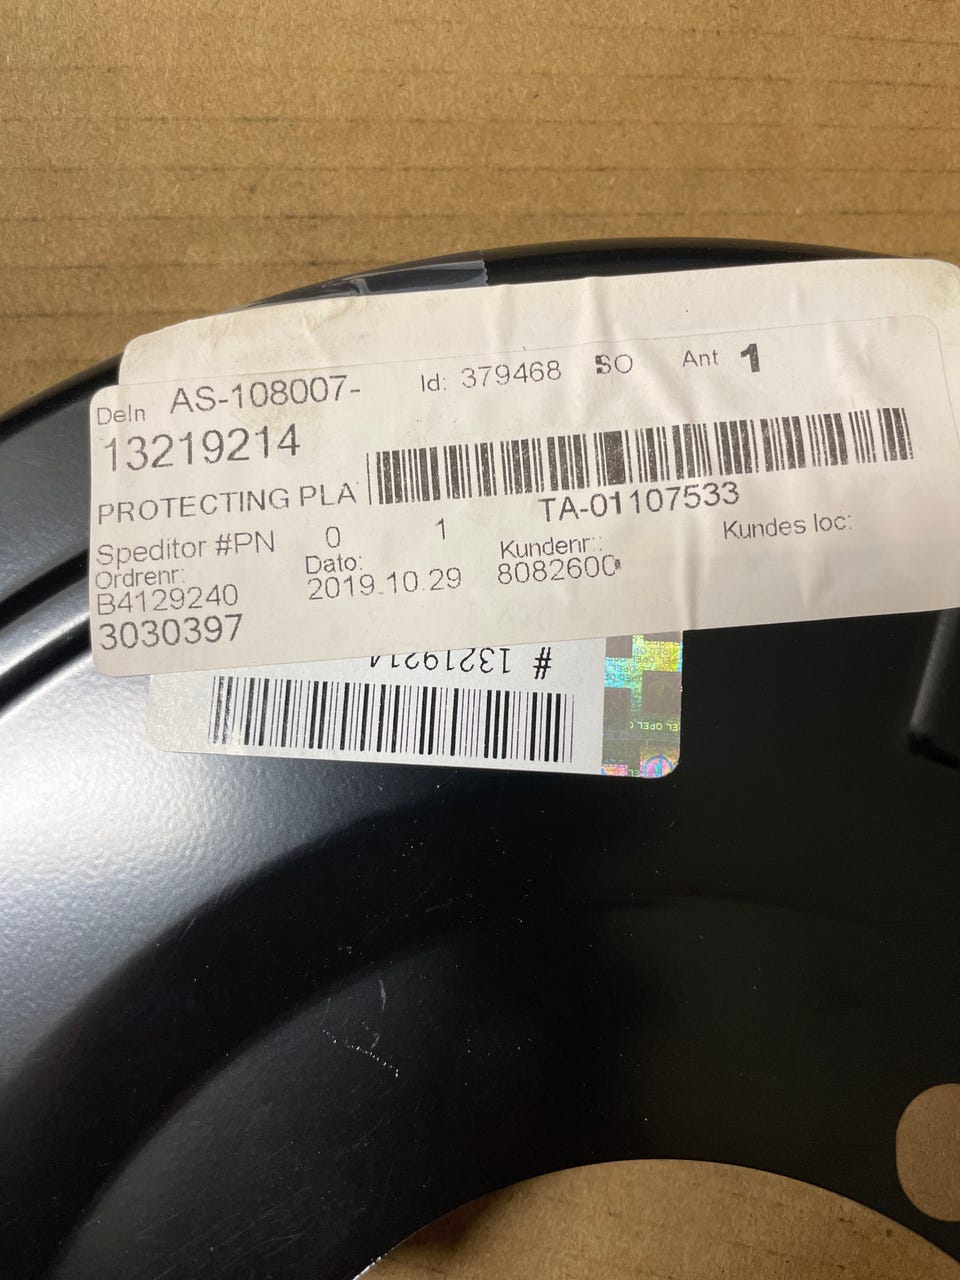 Deln AS-108007- Id: 379468 SO Ant 1
13219214
PROTECTING PLA
TA-01107533
Speditor #PN 0 1 Kundenr.: Kundes loc:
Ordrenr: Dato: 8082600
B4129240 2019.10.29
3030397
# 13219214
OPEL